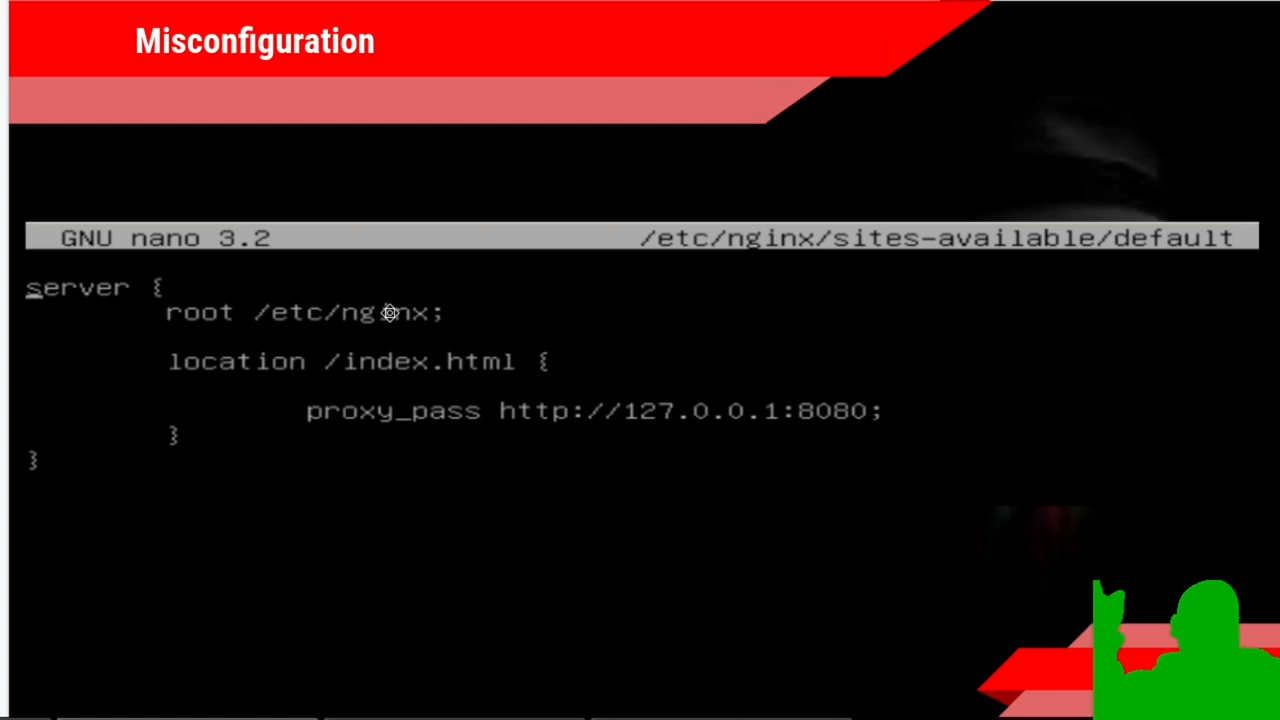 Misconfiguration
GNU nano 3.2 /etc/nginx/sites-available/default
server {
root /etc/nginx;
location /index.html {
proxy_pass http://127.0.0.1:8080;
}
}